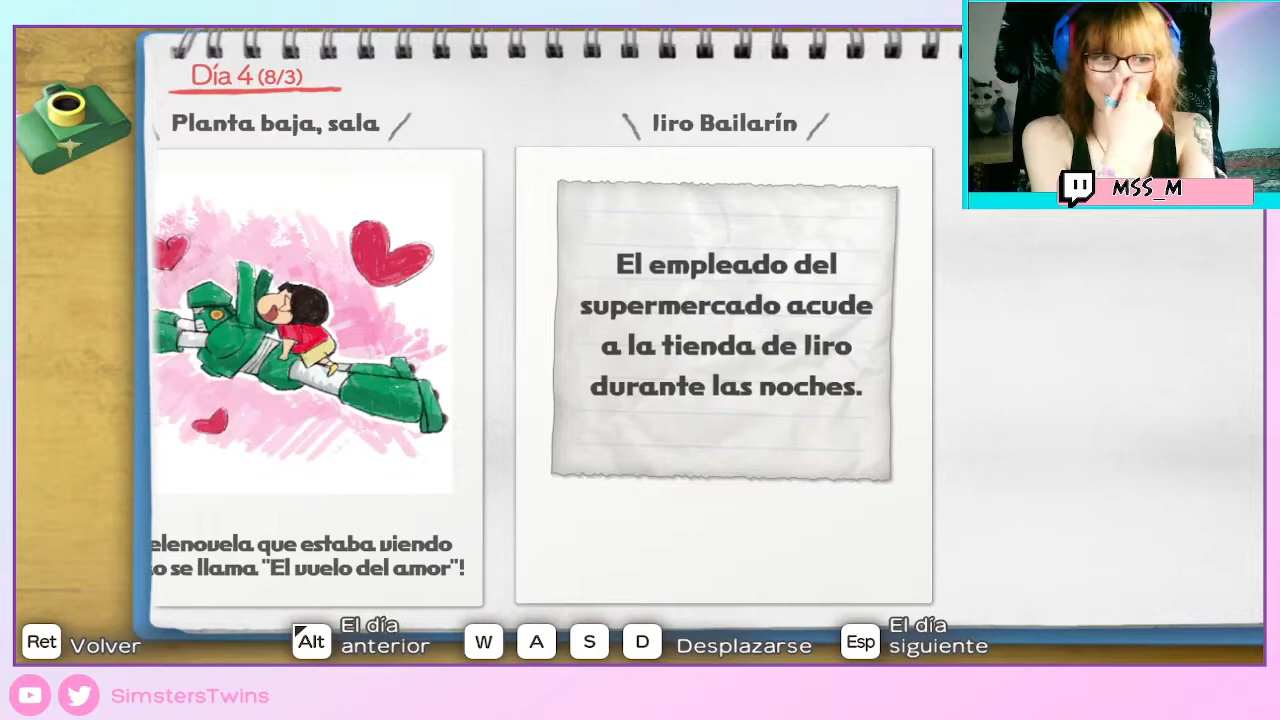 Día 4 (8/3)
Planta baja, sala
Iiro Bailarín
MSS_M
El empleado del
supermercado acude
a la tienda de Iiro
durante las noches.
elenovela que estaba viendo
o se llama "El vuelo del amor"!
Ret Volver
Alt El día
anterior
W A S D Desplazarse
Esp El día
siguiente
SimstersTwins